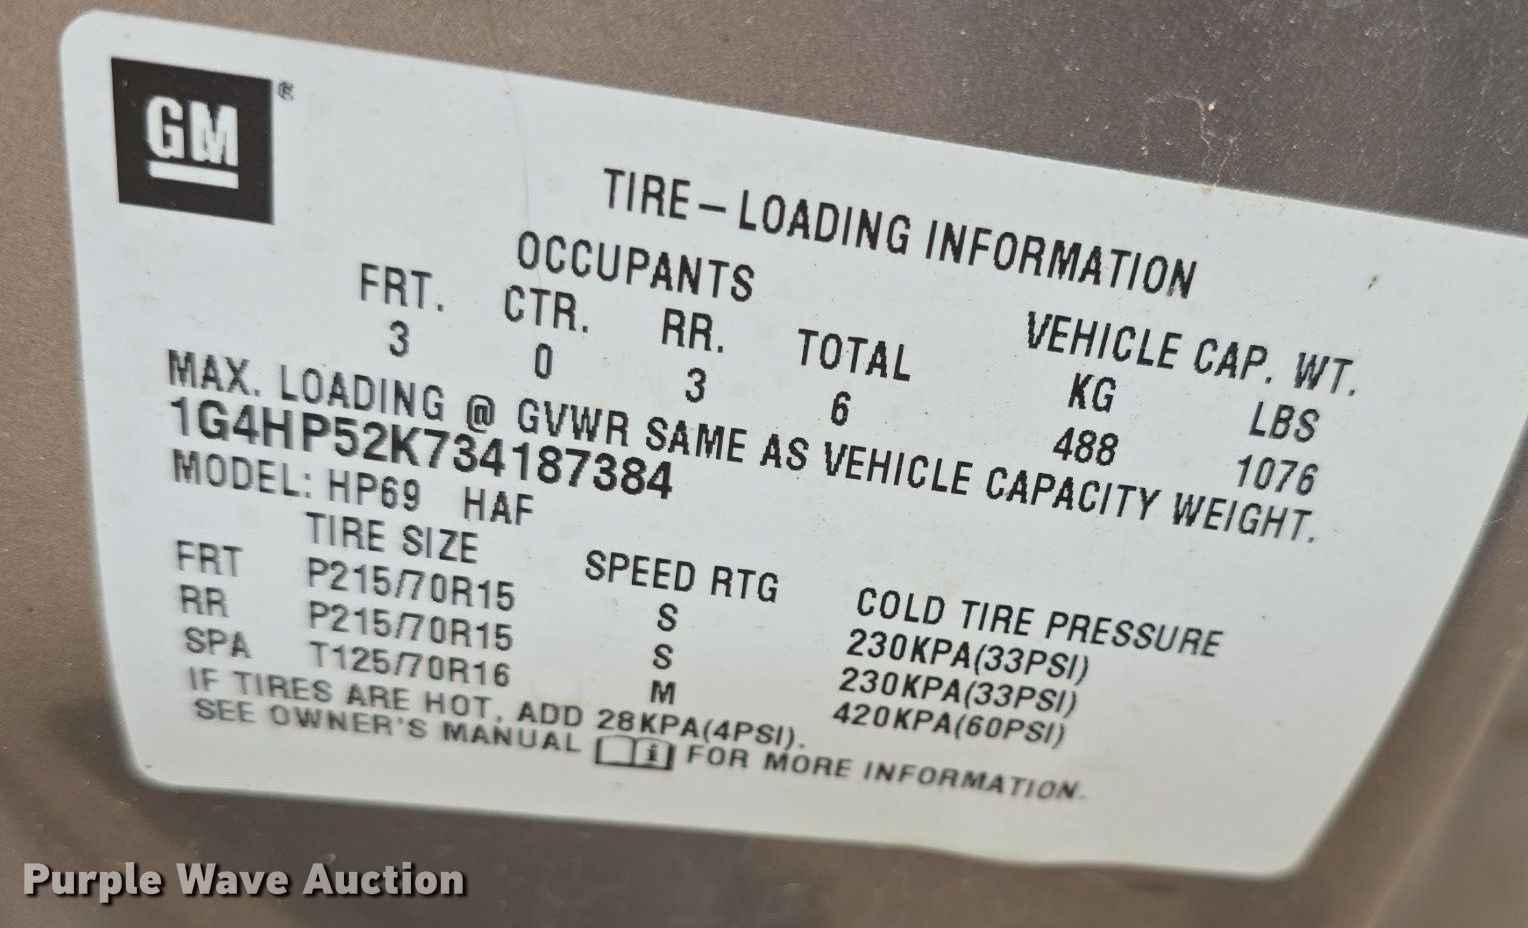 GM®
TIRE–LOADING INFORMATION
OCCUPANTS VEHICLE CAP. WT.
FRT. CTR. RR. TOTAL KG LBS
3 0 3 6 488 1076
MAX. LOADING @ GVWR SAME AS VEHICLE CAPACITY WEIGHT.
1G4HP52K734187384
MODEL: HP69 HAF
TIRE SIZE SPEED RTG COLD TIRE PRESSURE
FRT P215/70R15 S 230KPA(33PSI)
RR P215/70R15 S 230KPA(33PSI)
SPA T125/70R16 M 420KPA(60PSI)
IF TIRES ARE HOT, ADD 28KPA(4PSI).
SEE OWNER'S MANUAL i FOR MORE INFORMATION.
Purple Wave Auction